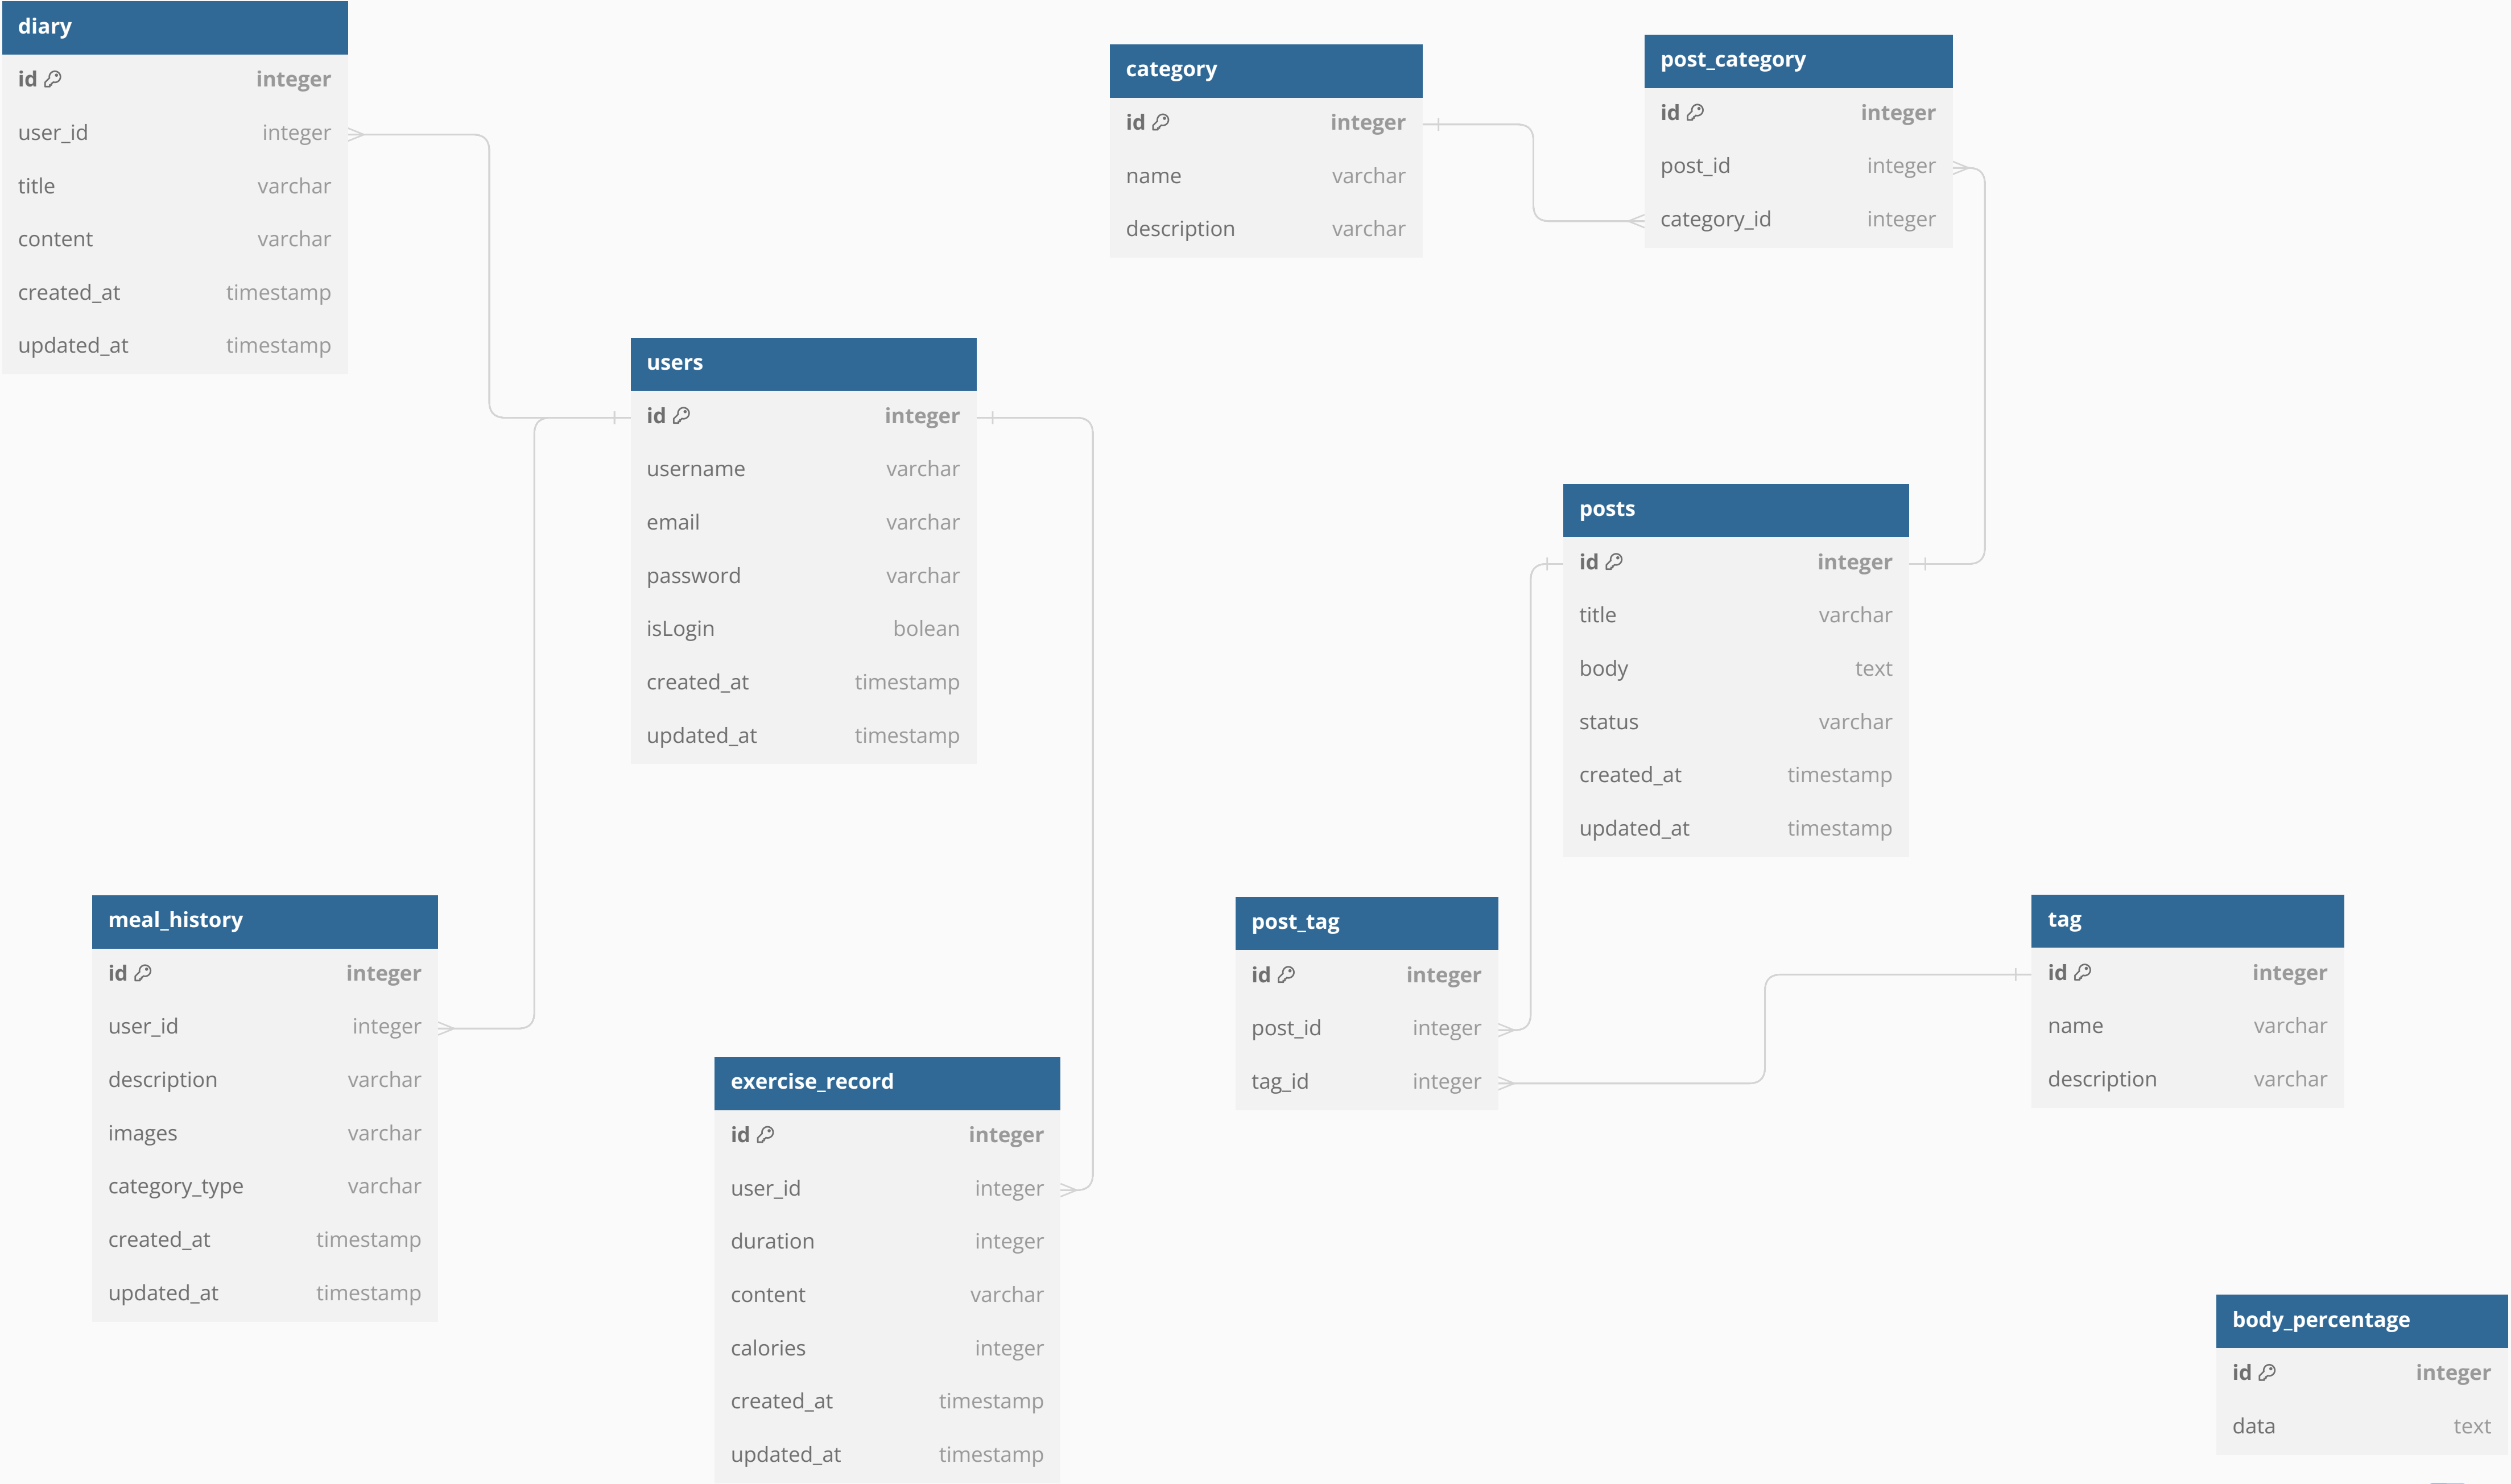 diary
id integer
user_id integer
title varchar
content varchar
created_at timestamp
updated_at timestamp
category
id integer
name varchar
description varchar
post_category
id integer
post_id integer
category_id integer
users
id integer
username varchar
email varchar
password varchar
isLogin bolean
created_at timestamp
updated_at timestamp
posts
id integer
title varchar
body text
status varchar
created_at timestamp
updated_at timestamp
meal_history
id integer
user_id integer
description varchar
images varchar
category_type varchar
created_at timestamp
updated_at timestamp
exercise_record
id integer
user_id integer
duration integer
content varchar
calories integer
created_at timestamp
updated_at timestamp
post_tag
id integer
post_id integer
tag_id integer
tag
id integer
name varchar
description varchar
body_percentage
id integer
data text